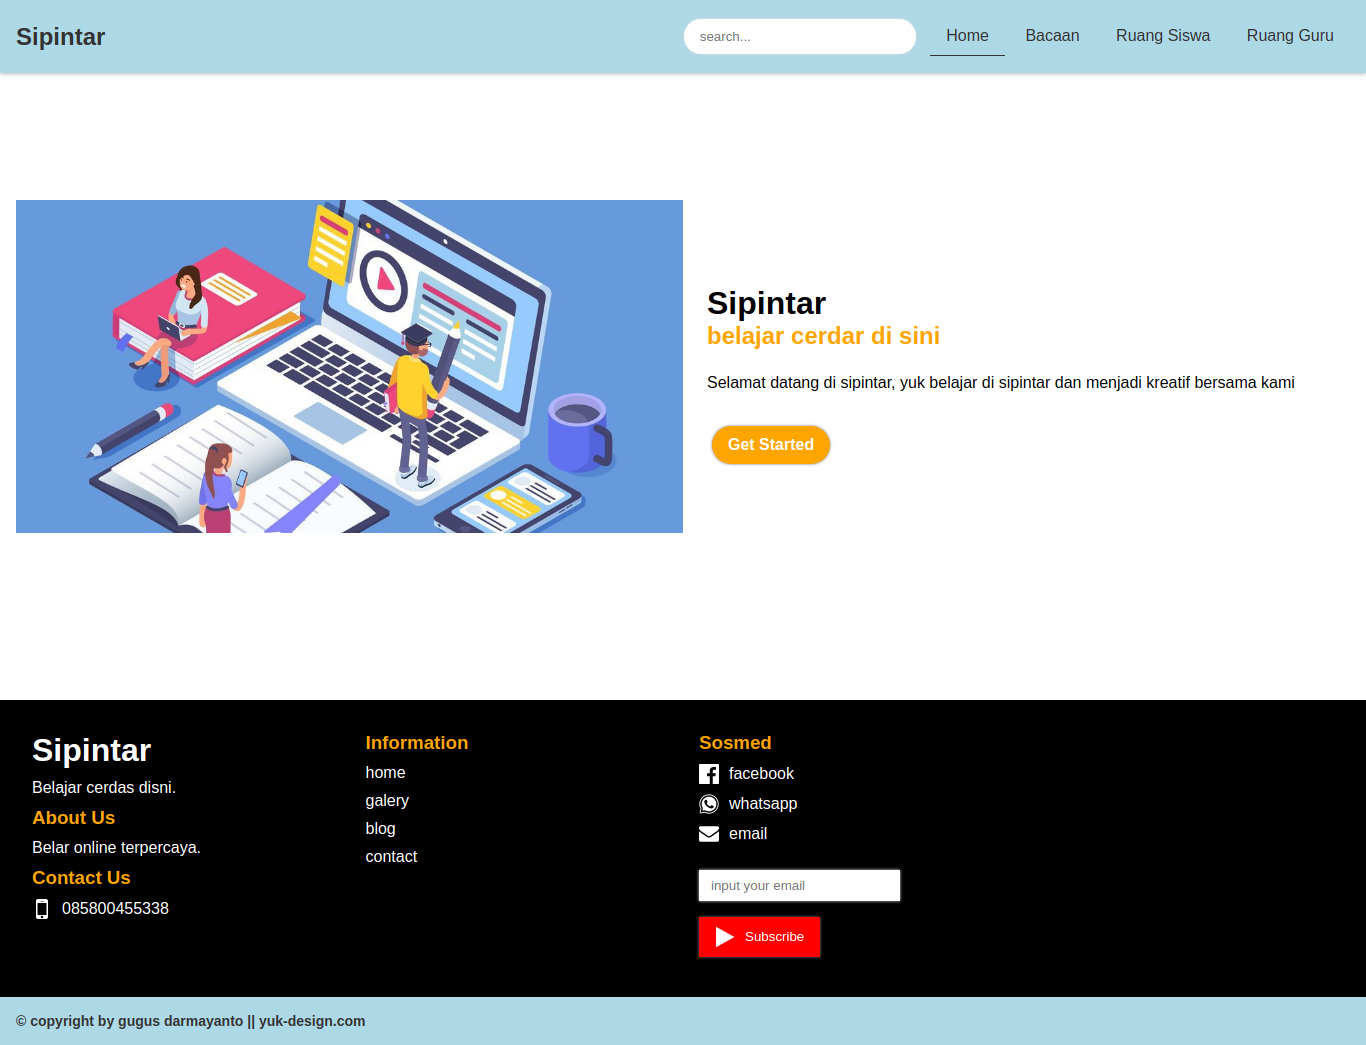 Sipintar
search...
Home
Bacaan
Ruang Siswa
Ruang Guru
Sipintar
belajar cerdar di sini
Selamat datang di sipintar, yuk belajar di sipintar dan menjadi kreatif bersama kami
Get Started
Sipintar
Belajar cerdas disni.
About Us
Belar online terpercaya.
Contact Us
085800455338
Information
home
galery
blog
contact
Sosmed
facebook
whatsapp
email
input your email
Subscribe
© copyright by gugus darmayanto || yuk-design.com